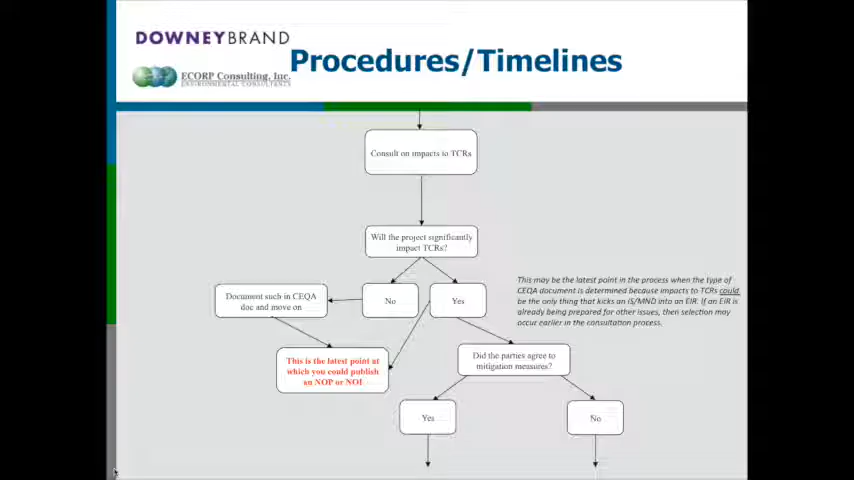 DOWNEYBRAND
ECORP Consulting, Inc.
ENVIRONMENTAL CONSULTANTS
Procedures/Timelines
Consult on impacts to TCRs
Will the project significantly
impact TCRs?
Document such in CEQA
doc and move on
No
Yes
This may be the latest point in the process when the type of
CEQA document is determined because impacts to TCRs could
be the only thing that kicks an IS/MND into an EIR. If an EIR is
already being prepared for other issues, then selection may
occur earlier in the consultation process.
This is the latest point at
which you could publish
an NOP or NOI
Did the parties agree to
mitigation measures?
Yes
No